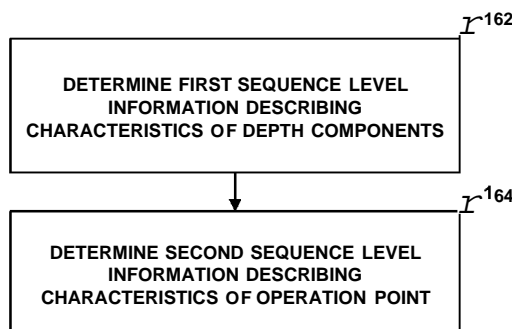 162
DETERMINE FIRST SEQUENCE LEVEL
INFORMATION DESCRIBING
CHARACTERISTICS OF DEPTH COMPONENTS
164
DETERMINE SECOND SEQUENCE LEVEL
INFORMATION DESCRIBING
CHARACTERISTICS OF OPERATION POINT